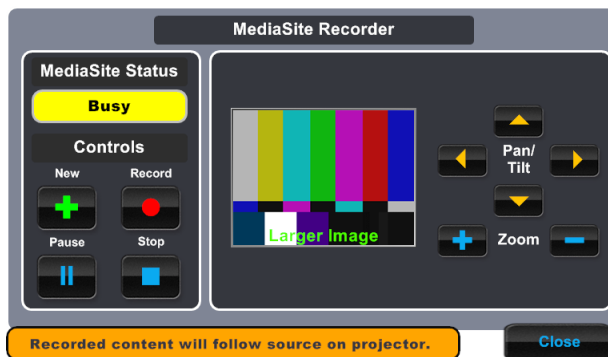 MediaSite Recorder
MediaSite Status
Busy
Controls
New Record
Pause Stop
Larger Image
Pan/
Tilt
Zoom
Recorded content will follow source on projector.
Close